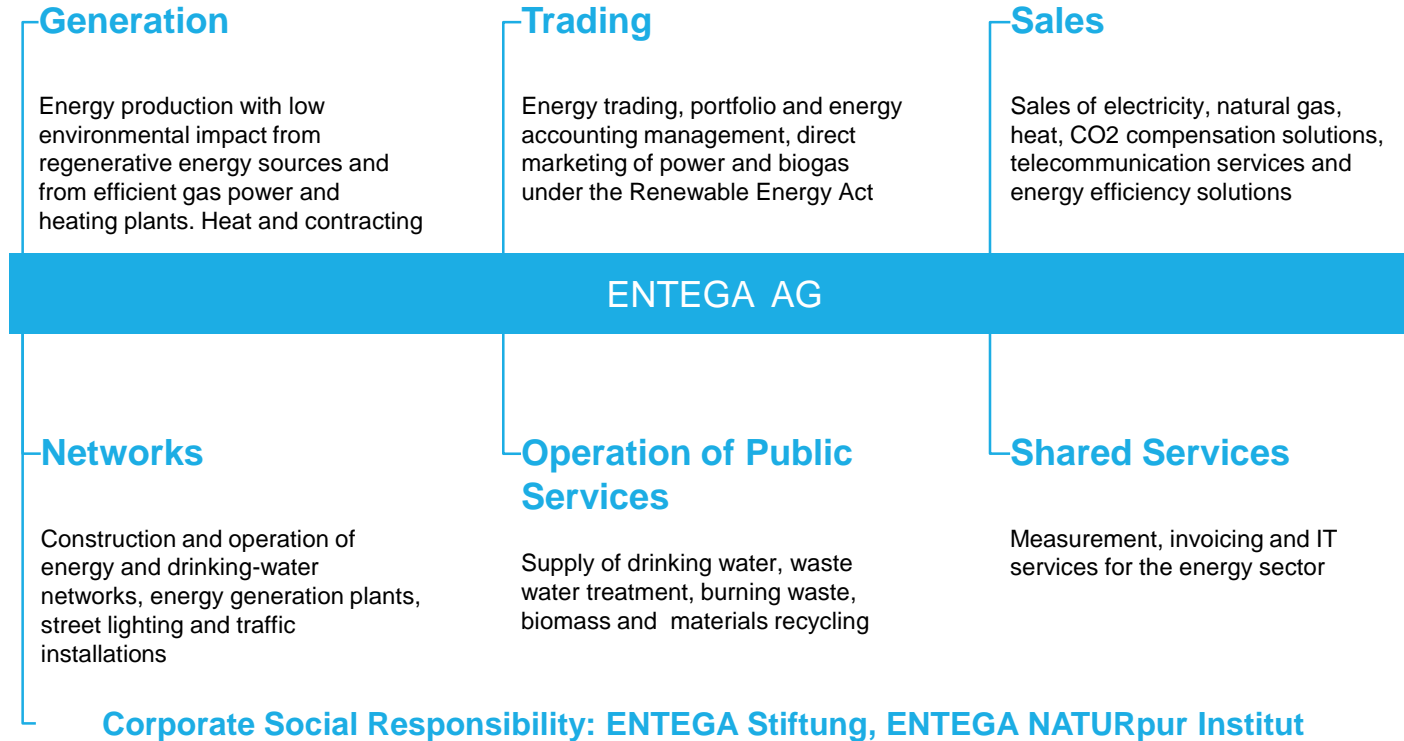 Generation
Energy production with low
environmental impact from
regenerative energy sources and
from efficient gas power and
heating plants. Heat and contracting
Trading
Energy trading, portfolio and energy
accounting management, direct
marketing of power and biogas
under the Renewable Energy Act
Sales
Sales of electricity, natural gas,
heat, CO2 compensation solutions,
telecommunication services and
energy efficiency solutions
ENTEGA AG
Networks
Construction and operation of
energy and drinking-water
networks, energy generation plants,
street lighting and traffic
installations
Operation of Public
Services
Supply of drinking water, waste
water treatment, burning waste,
biomass and materials recycling
Shared Services
Measurement, invoicing and IT
services for the energy sector
Corporate Social Responsibility: ENTEGA Stiftung, ENTEGA NATURpur Institut